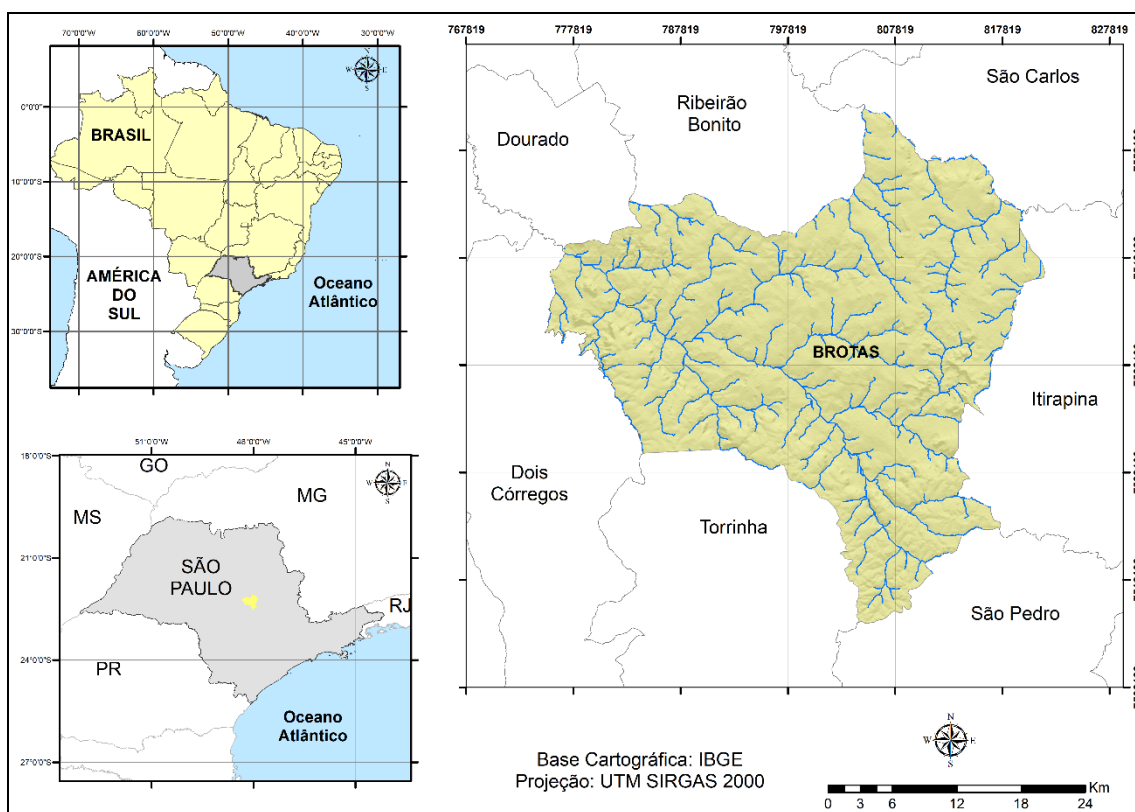 70°0'0"W 60°0'0"W 50°0'0"W 40°0'0"W 30°0'0"W
N
W E
S
0°0'0"
BRASIL
10°0'0"S
20°0'0"S
AMÉRICA
DO
SUL
Oceano
Atlântico
30°0'0"S
51°0'0"W 48°0'0"W 45°0'0"W
18°0'0"S
GO
N
W E
S
MG
MS
21°0'0"S
SÃO
PAULO
RJ
24°0'0"S
PR
Oceano
Atlântico
27°0'0"S
767819 777819 787819 797819 807819 817819 827819
São Carlos
Ribeirão
Bonito
Dourado
BROTAS
Itirapina
Dois
Córregos
Torrinha
São Pedro
N
W E
S
Base Cartográfica: IBGE
Projeção: UTM SIRGAS 2000
Km
0 3 6 12 18 24